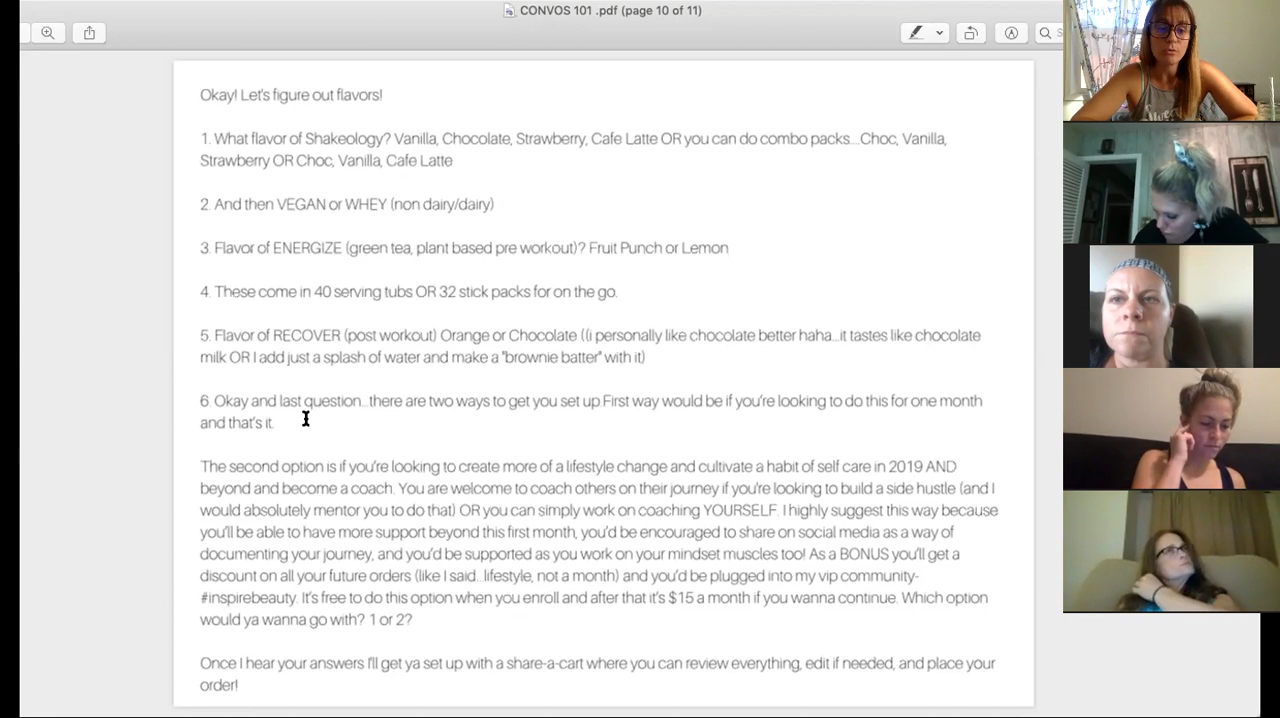 CONVOS 101 .pdf (page 10 of 11)
Okay! Let's figure out flavors!
1. What flavor of Shakeology? Vanilla, Chocolate, Strawberry, Cafe Latte OR you can do combo packs....Choc, Vanilla,
Strawberry OR Choc, Vanilla, Cafe Latte
2. And then VEGAN or WHEY (non dairy/dairy)
3. Flavor of ENERGIZE (green tea, plant based pre workout)? Fruit Punch or Lemon
4. These come in 40 serving tubs OR 32 stick packs for on the go.
5. Flavor of RECOVER (post workout) Orange or Chocolate ((i personally like chocolate better haha...it tastes like chocolate
milk OR I add just a splash of water and make a "brownie batter" with it)
6. Okay and last question...there are two ways to get you set up.First way would be if you're looking to do this for one month
and that's it.
The second option is if you're looking to create more of a lifestyle change and cultivate a habit of self care in 2019 AND
beyond and become a coach. You are welcome to coach others on their journey if you're looking to build a side hustle (and I
would absolutely mentor you to do that) OR you can simply work on coaching YOURSELF. I highly suggest this way because
you'll be able to have more support beyond this first month, you'd be encouraged to share on social media as a way of
documenting your journey, and you'd be supported as you work on your mindset muscles too! As a BONUS you'll get a
discount on all your future orders (like I said...lifestyle, not a month) and you'd be plugged into my vip community-
#inspirebeauty. It's free to do this option when you enroll and after that it's $15 a month if you wanna continue. Which option
would ya wanna go with? 1 or 2?
Once I hear your answers I'll get ya set up with a share-a-cart where you can review everything, edit if needed, and place your
order!